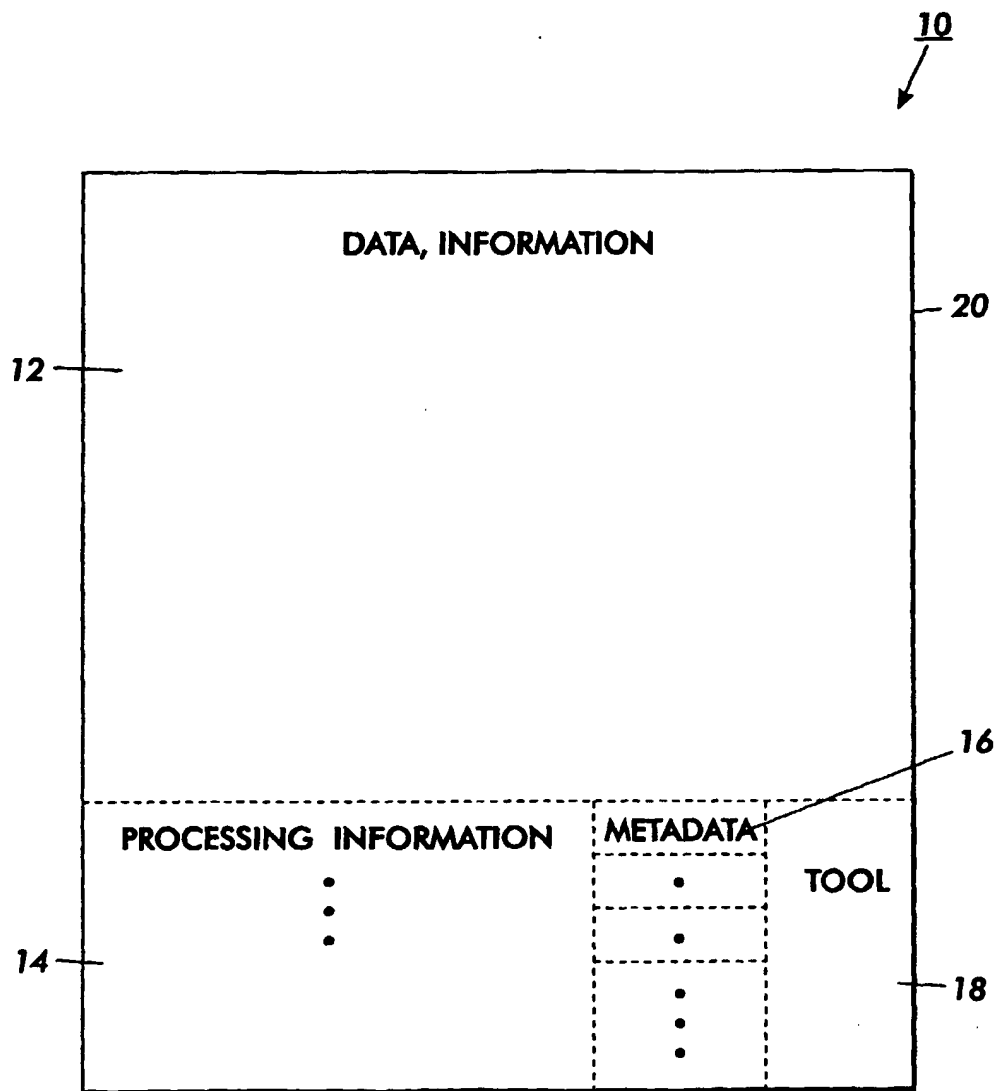 10
DATA, INFORMATION
20
12
16
PROCESSING INFORMATION
METADATA
TOOL
14
18